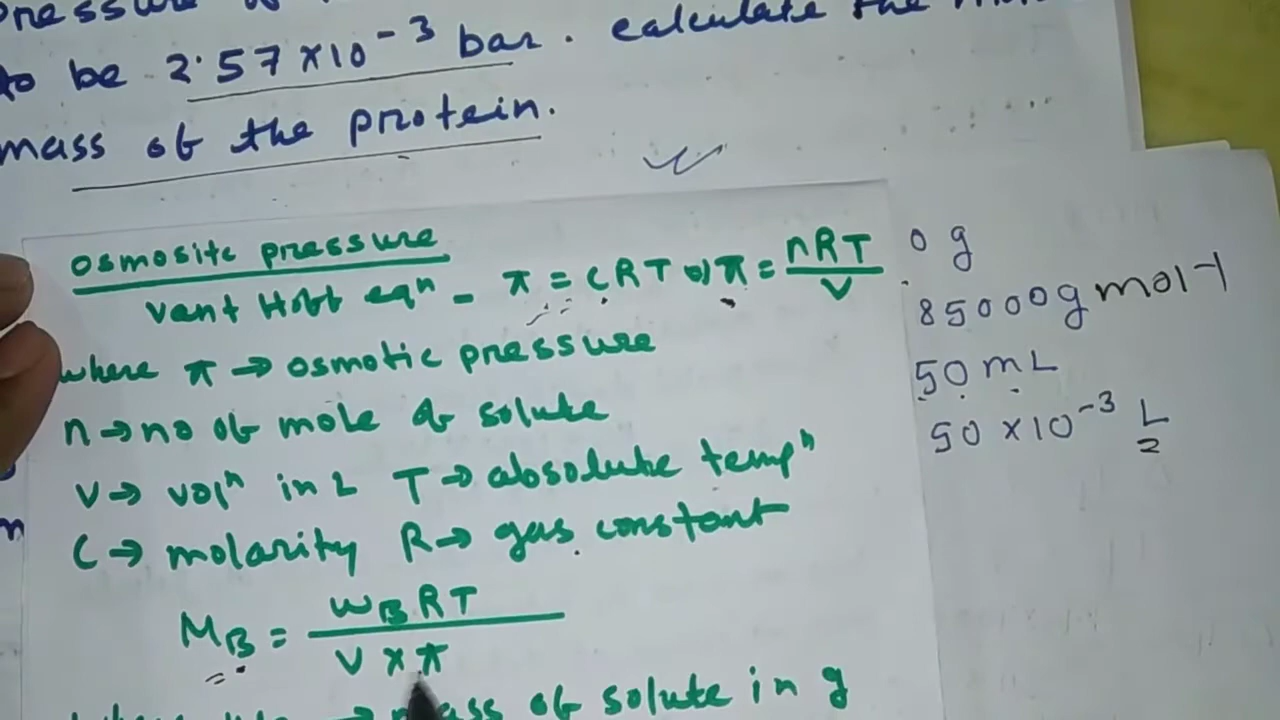 to be 2.57×10⁻³ bar. calculate the
mass of the protein.
osmositc pressure
Vant Hoff eqⁿ - π = CRT or π = nRT/V
where π → osmotic pressure
n → no of mole of solute
V → volⁿ in L T → absolute tempⁿ
C → molarity R → gas constant
M_B = W_B RT / V × π
mass of solute in g
0 g
85000 g mol-1
50 mL
50 × 10⁻³ L